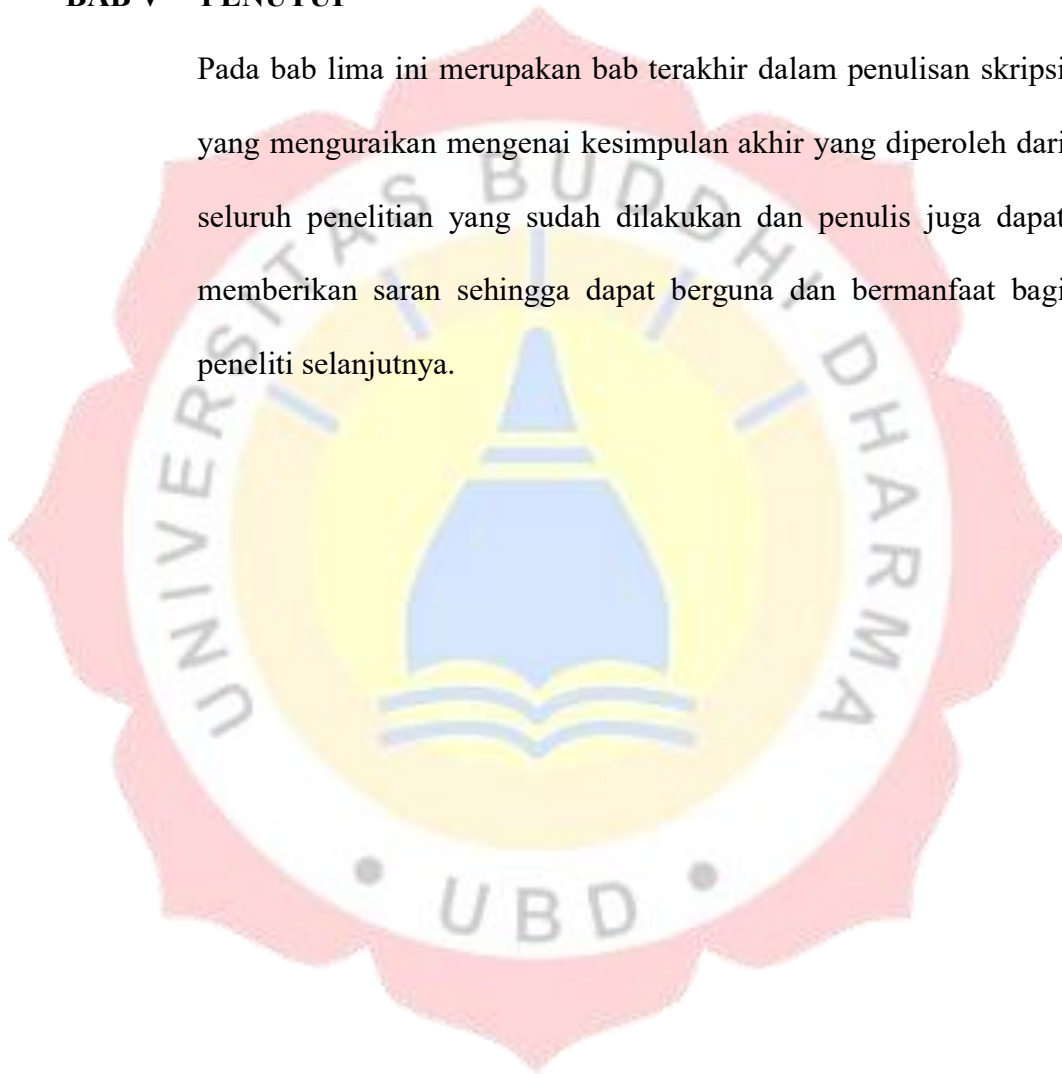 BAB V PENUTUP
Pada bab lima ini merupakan bab terakhir dalam penulisan skripsi
yang menguraikan mengenai kesimpulan akhir yang diperoleh dari
seluruh penelitian yang sudah dilakukan dan penulis juga dapat
memberikan saran sehingga dapat berguna dan bermanfaat bagi
peneliti selanjutnya.
UNIVERSITAS BUDDHI DHARMA
• UBD •